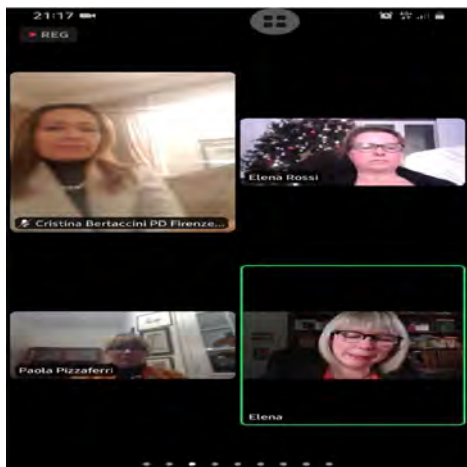 21:17
REG
Elena Rossi
Cristina Bertaccini PD Firenze...
Paola Pizzaferri
Elena